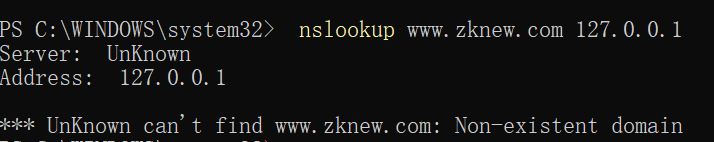 PS C:\WINDOWS\system32>  nslookup www.zknew.com 127.0.0.1
Server:  UnKnown
Address:  127.0.0.1
*** UnKnown can't find www.zknew.com: Non-existent domain